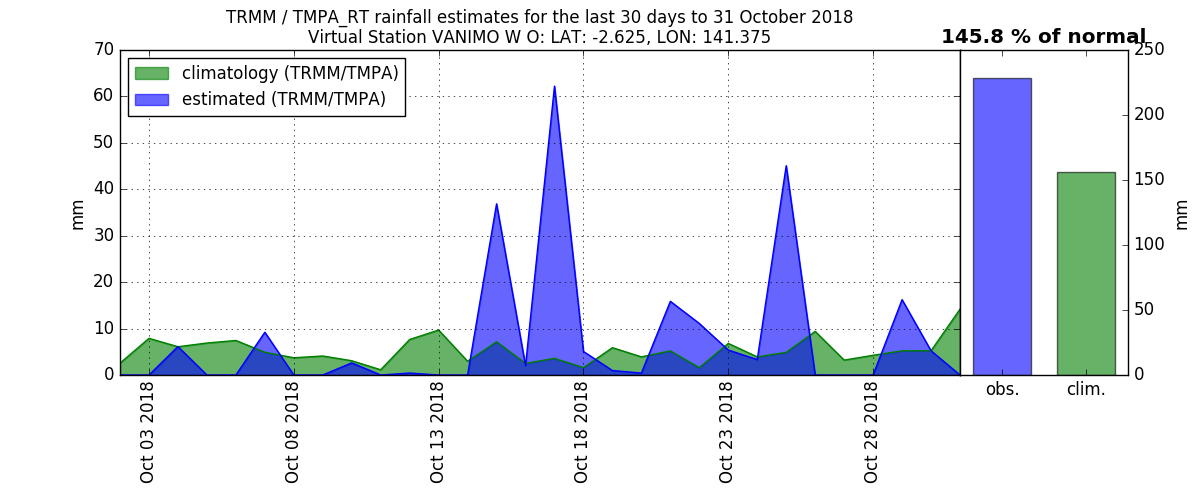 TRMM / TMPA_RT rainfall estimates for the last 30 days to 31 October 2018
Virtual Station VANIMO W O: LAT: -2.625, LON: 141.375
145.8 % of normal
climatology (TRMM/TMPA)
estimated (TRMM/TMPA)
70
60
50
40
30
20
10
0
mm
Oct 03 2018
Oct 08 2018
Oct 13 2018
Oct 18 2018
Oct 23 2018
Oct 28 2018
obs.
clim.
250
200
150
100
50
0
mm